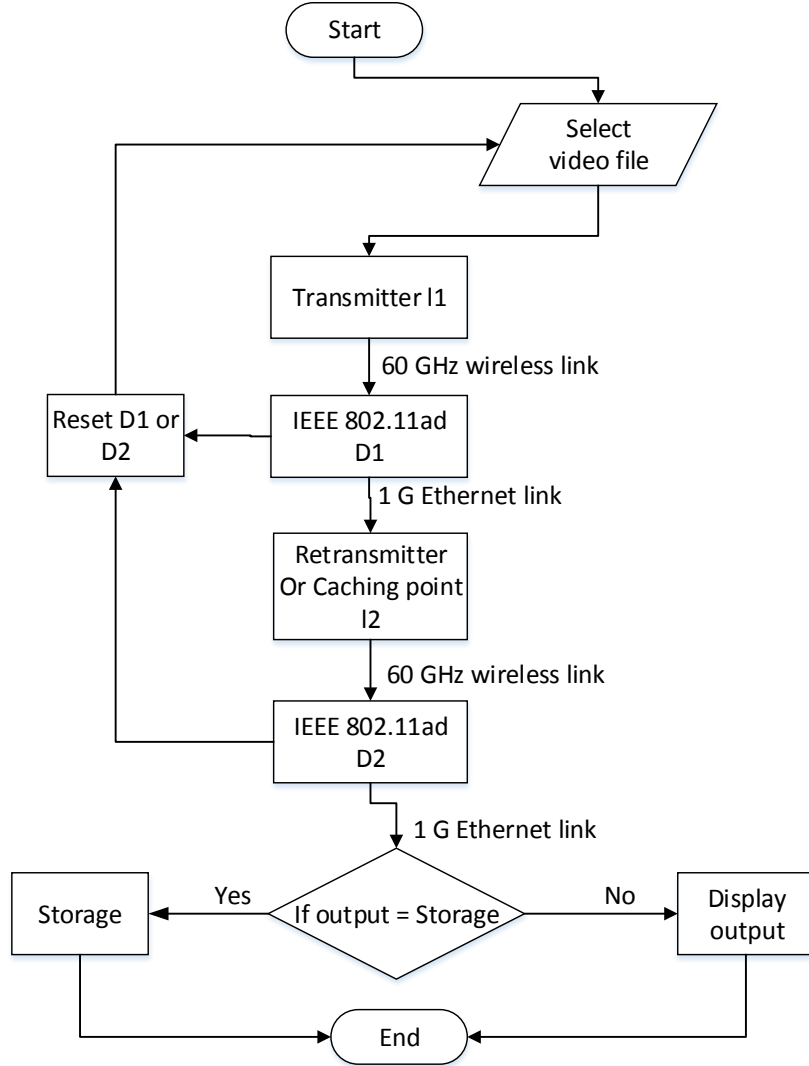 Start
Select
video file
Transmitter l1
60 GHz wireless link
Reset D1 or
D2
IEEE 802.11ad
D1
1 G Ethernet link
Retransmitter
Or Caching point
l2
60 GHz wireless link
IEEE 802.11ad
D2
1 G Ethernet link
Storage
Yes
If output = Storage
No
Display
output
End